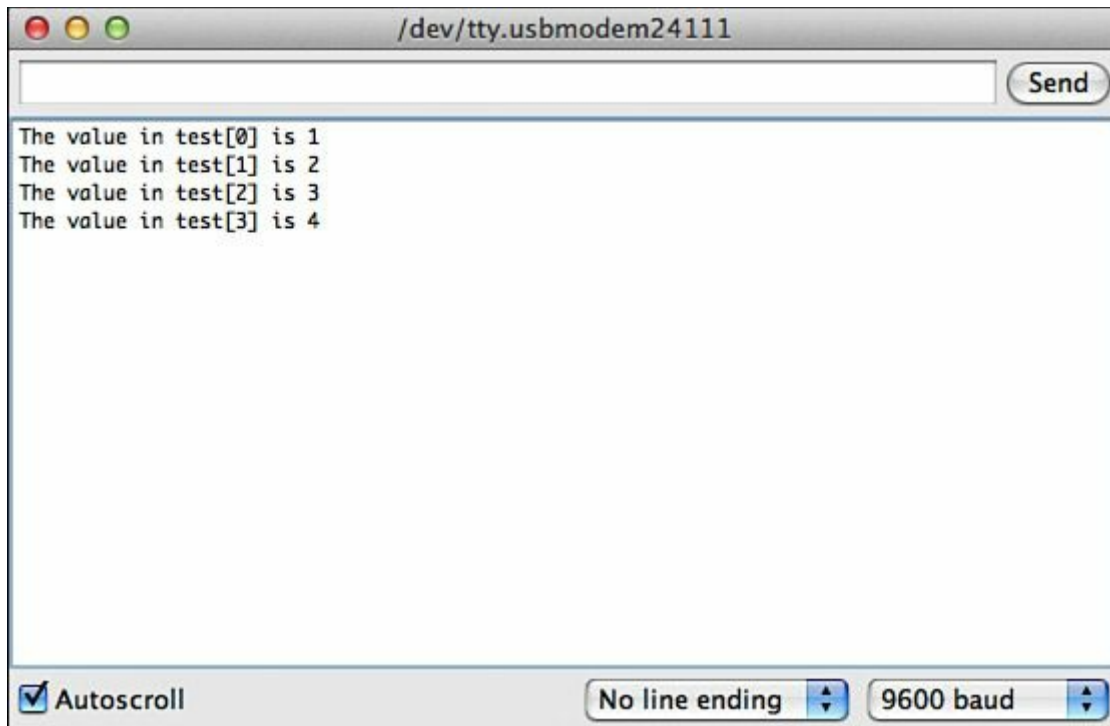 /dev/tty.usbmodem24111
Send
The value in test[0] is 1
The value in test[1] is 2
The value in test[2] is 3
The value in test[3] is 4
Autoscroll No line ending 9600 baud